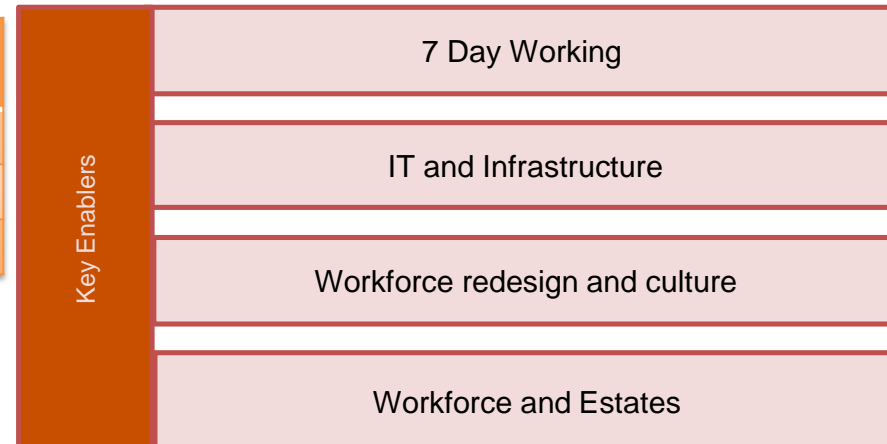 Key Enablers
7 Day Working
IT and Infrastructure
Workforce redesign and culture
Workforce and Estates